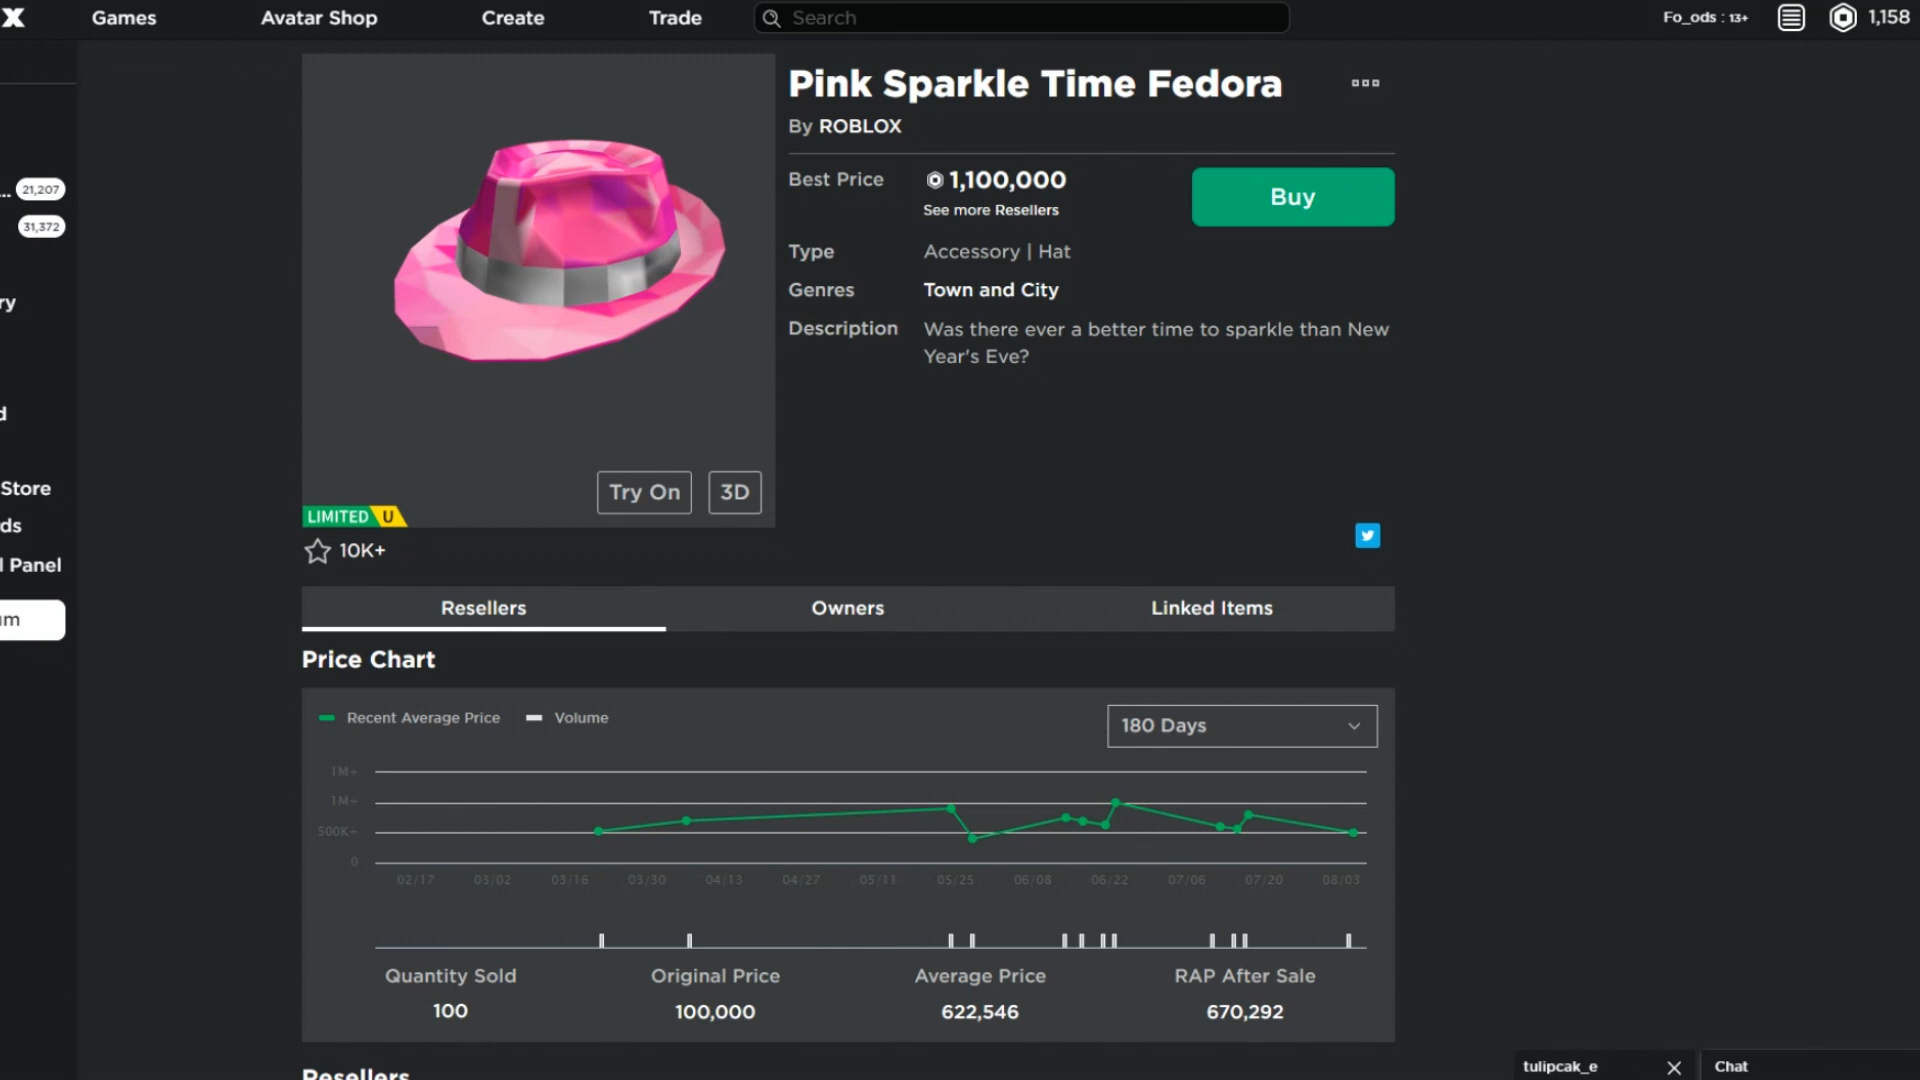 X Games Avatar Shop Create Trade Search Fo_ods : 13+ 1,158
Pink Sparkle Time Fedora
By ROBLOX
Best Price 1,100,000
See more Resellers
Buy
Type Accessory | Hat
Genres Town and City
Description Was there ever a better time to sparkle than New
Year's Eve?
... 21,207
31,372
ry
d
Store
ds
l Panel
um
Try On 3D
LIMITED U
10K+
Resellers Owners Linked Items
Price Chart
Recent Average Price Volume
180 Days
1M+
1M+
500K+
0
02/17 03/02 03/16 03/30 04/13 04/27 05/11 05/25 06/08 06/22 07/06 07/20 08/03
Quantity Sold Original Price Average Price RAP After Sale
100 100,000 622,546 670,292
Resellers
tulipcak_e X Chat